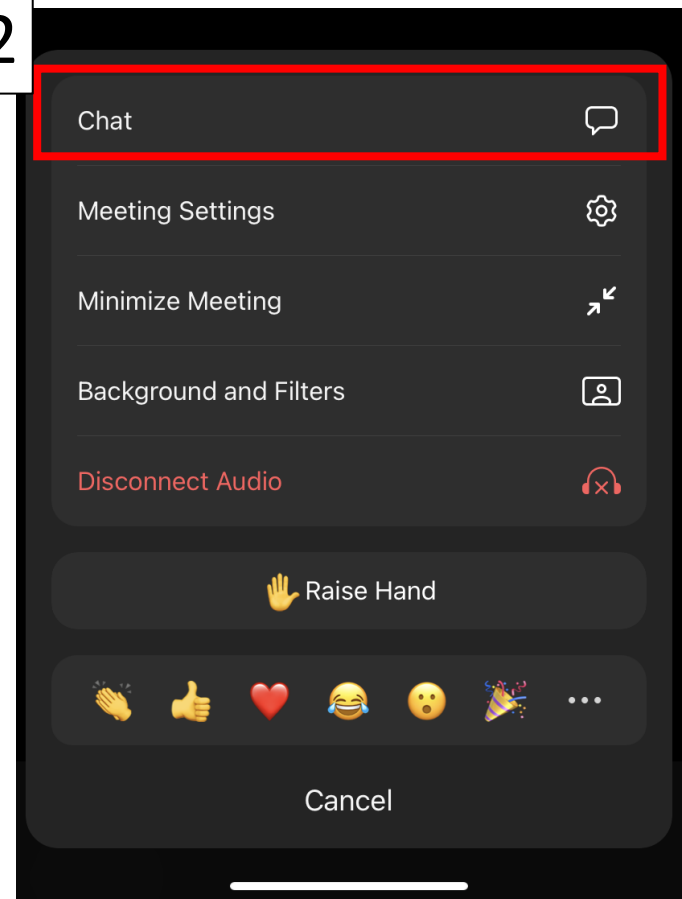 2
Chat
Meeting Settings
Minimize Meeting
Background and Filters
Disconnect Audio
Raise Hand
Cancel